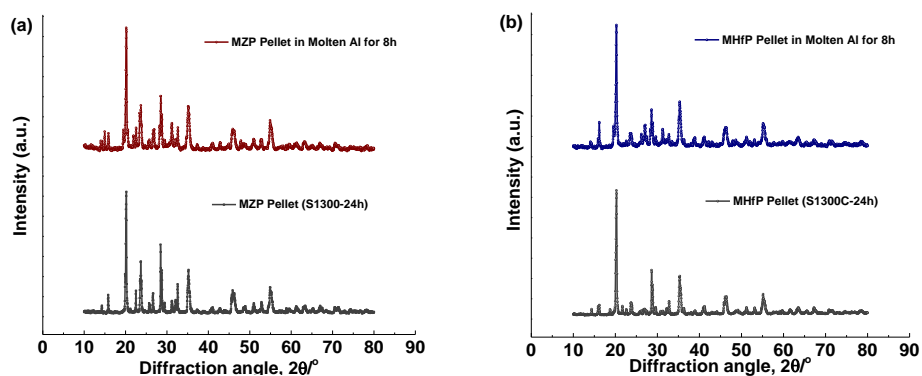 (a)
MZP Pellet in Molten Al for 8h
MZP Pellet (S1300-24h)
Intensity (a.u.)
0 10 20 30 40 50 60 70 80 90
Diffraction angle, 2θ/°
(b)
MHfP Pellet in Molten Al for 8h
MHfP Pellet (S1300C-24h)
Intensity (a.u.)
0 10 20 30 40 50 60 70 80 90
Diffraction angle, 2θ/°